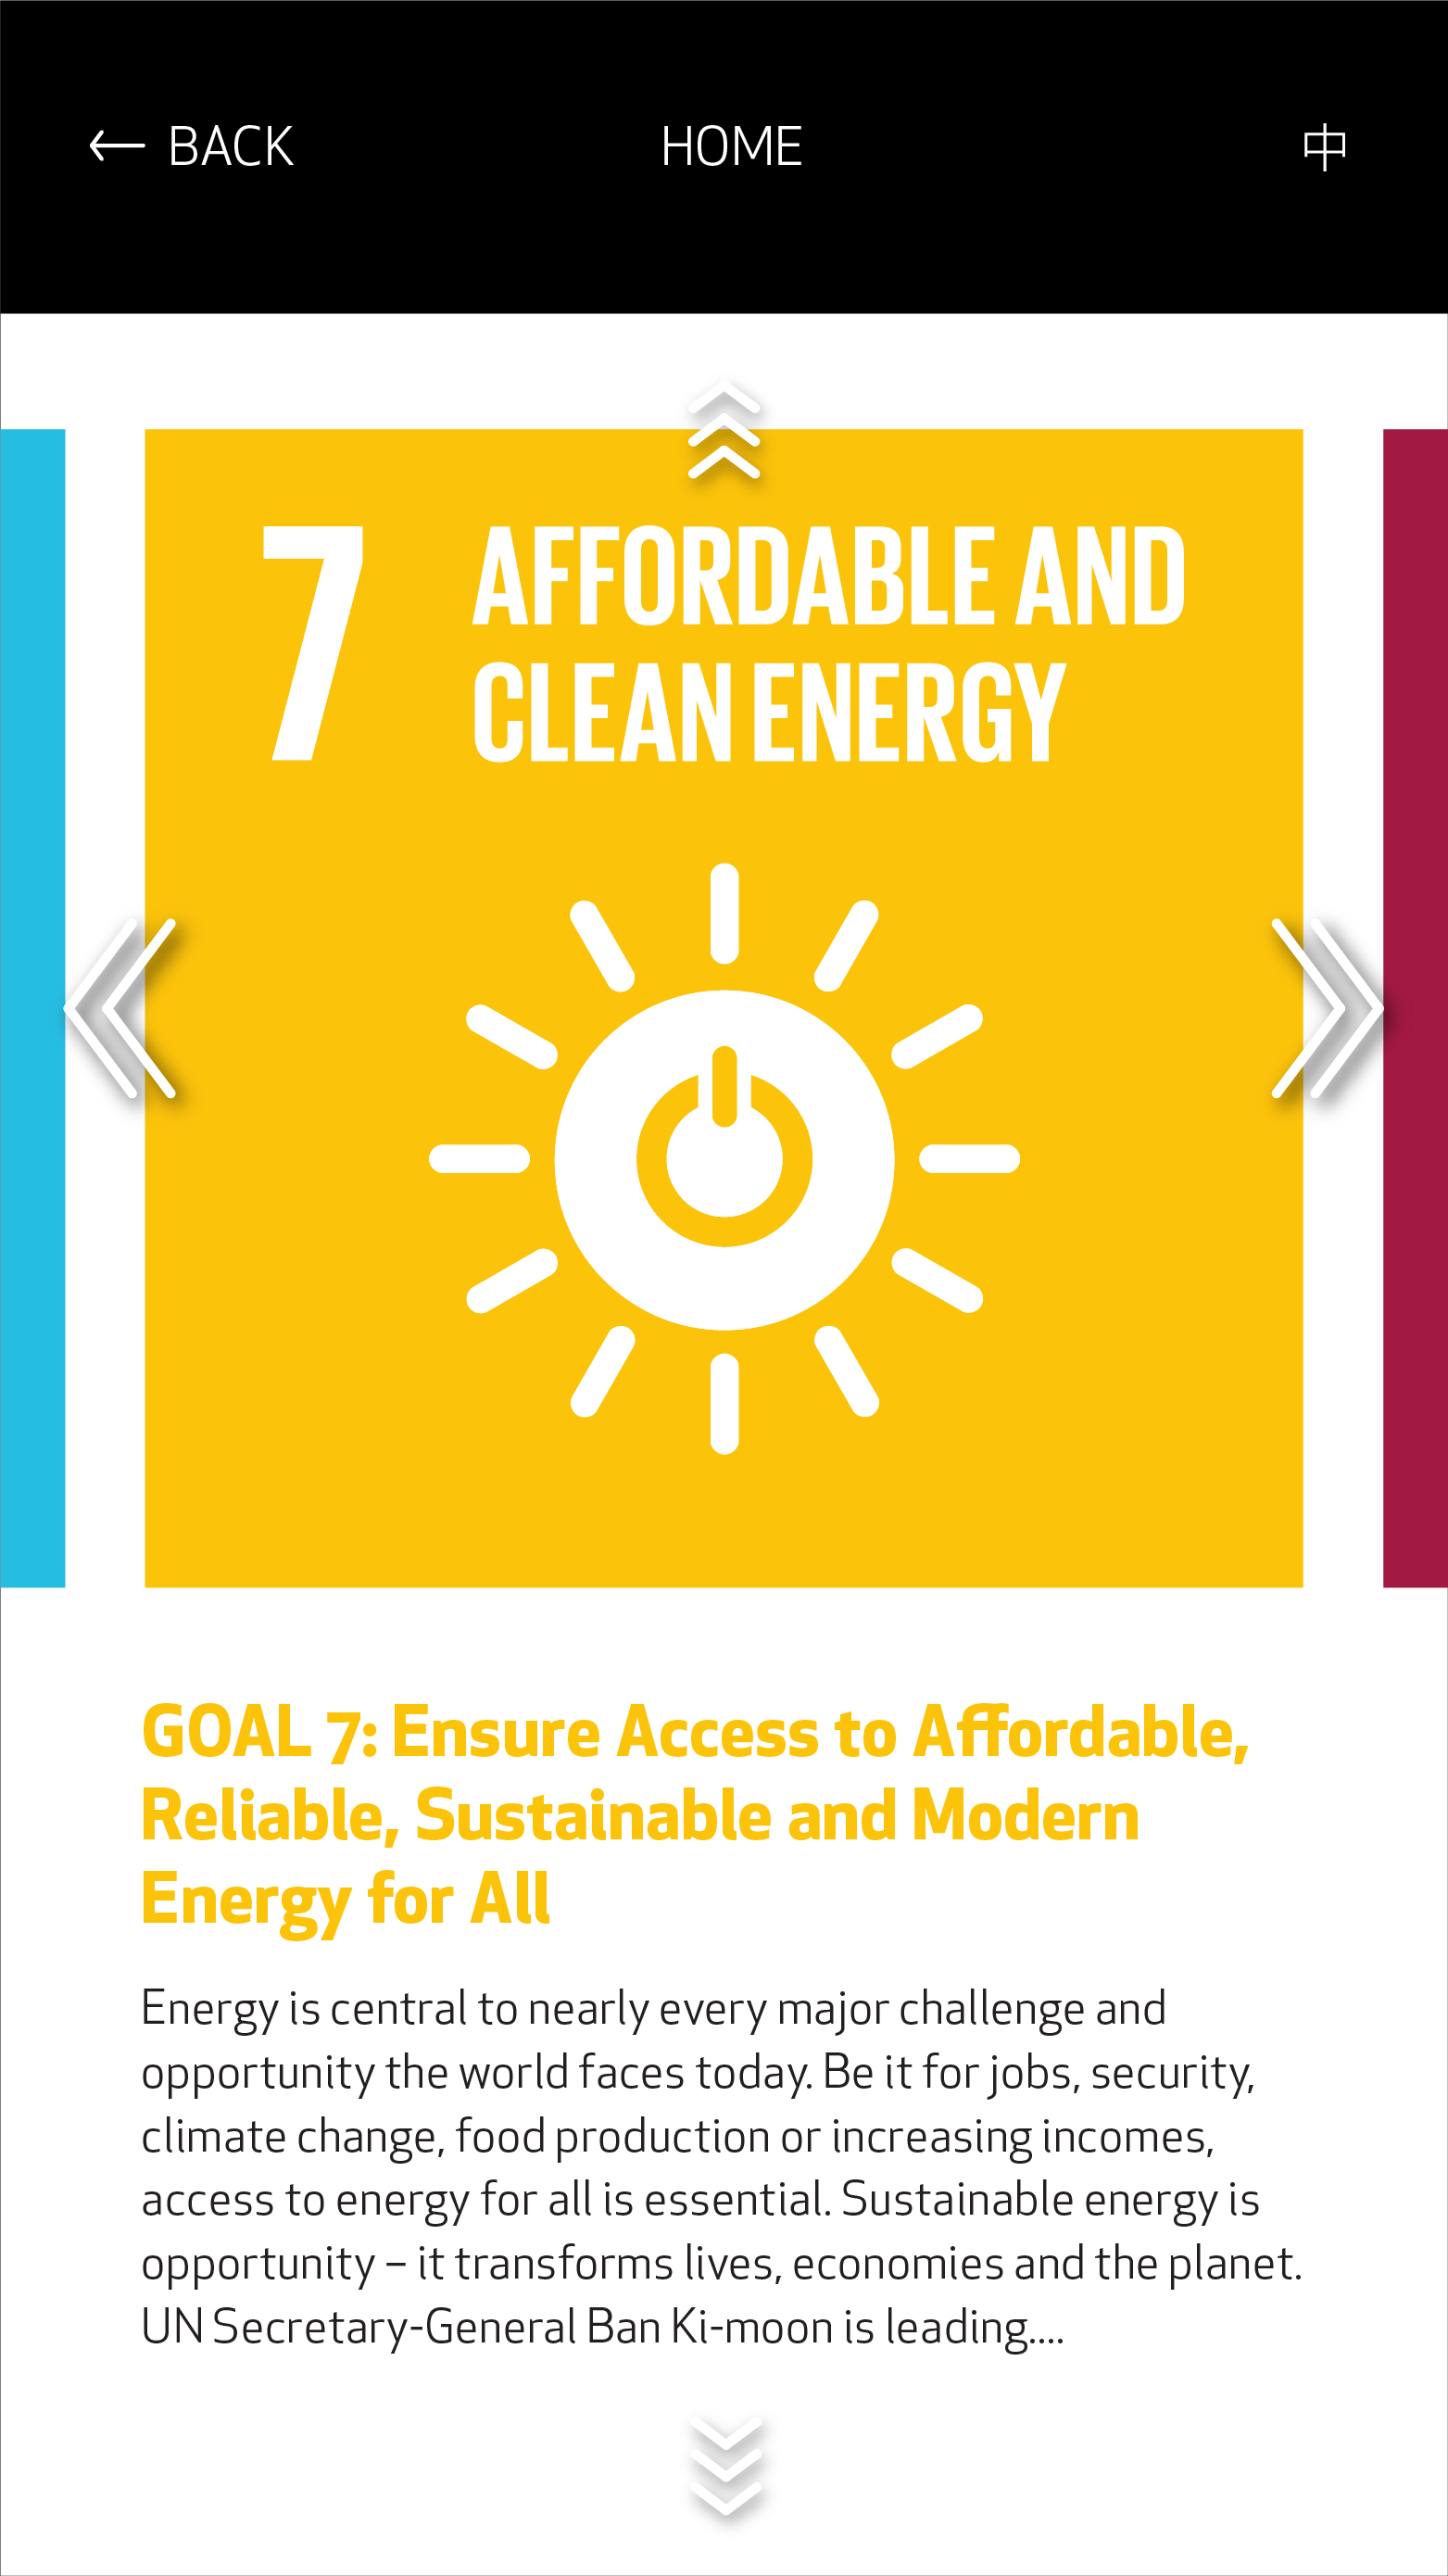 BACK
HOME
中
7
AFFORDABLE AND
CLEAN ENERGY
GOAL 7: Ensure Access to Affordable,
Reliable, Sustainable and Modern
Energy for All
Energy is central to nearly every major challenge and
opportunity the world faces today. Be it for jobs, security,
climate change, food production or increasing incomes,
access to energy for all is essential. Sustainable energy is
opportunity – it transforms lives, economies and the planet.
UN Secretary-General Ban Ki-moon is leading....